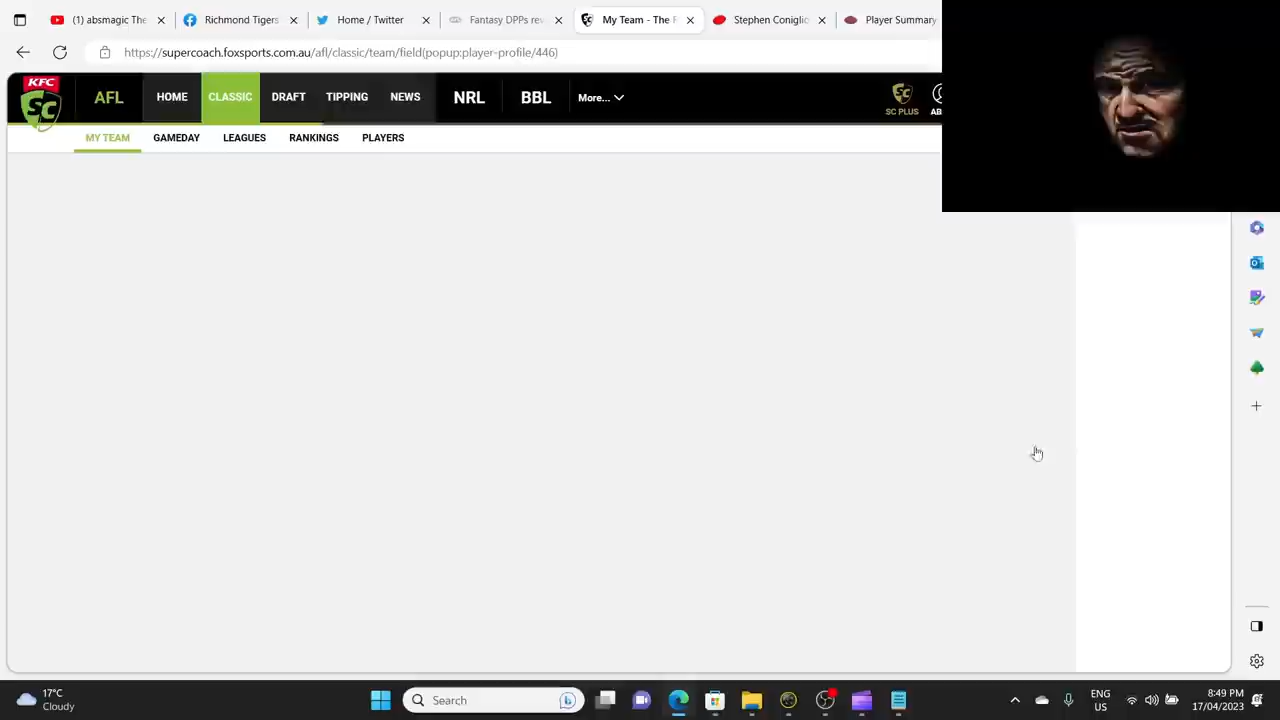 (1) absmagic The
Richmond Tigers
Home / Twitter
Fantasy DPPs rev
My Team - The F
Stephen Coniglio
Player Summary
https://supercoach.foxsports.com.au/afl/classic/team/field(popup:player-profile/446)
KFC
SC
AFL
HOME
CLASSIC
DRAFT
TIPPING
NEWS
NRL
BBL
More...
SC PLUS
AB
MY TEAM
GAMEDAY
LEAGUES
RANKINGS
PLAYERS
17°C
Cloudy
Search
ENG
US
8:49 PM
17/04/2023